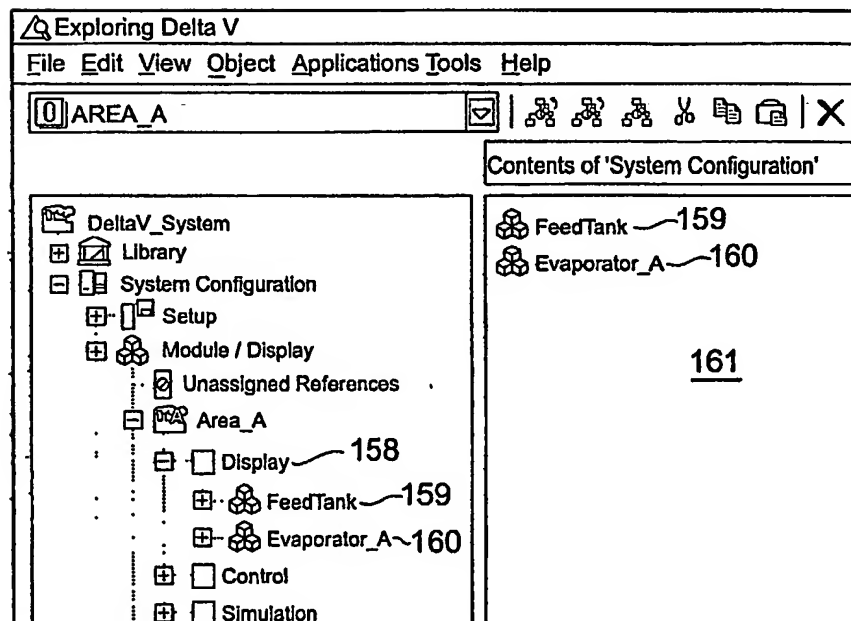 Exploring Delta V
File Edit View Object Applications Tools Help
AREA_A
Contents of 'System Configuration'
DeltaV_System
Library
System Configuration
Setup
Module / Display
Unassigned References
Area_A
Display 158
FeedTank 159
Evaporator_A 160
Control
Simulation
FeedTank 159
Evaporator_A 160
161